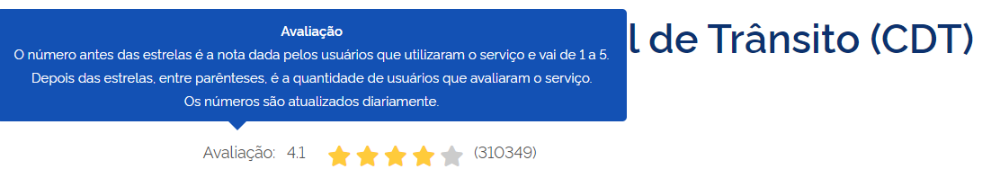 Avaliação
O número antes das estrelas é a nota dada pelos usuários que utilizaram o serviço e vai de 1 a 5.
Depois das estrelas, entre parênteses, é a quantidade de usuários que avaliaram o serviço.
Os números são atualizados diariamente.
l de Trânsito (CDT)
Avaliação: 4.1 (310349)